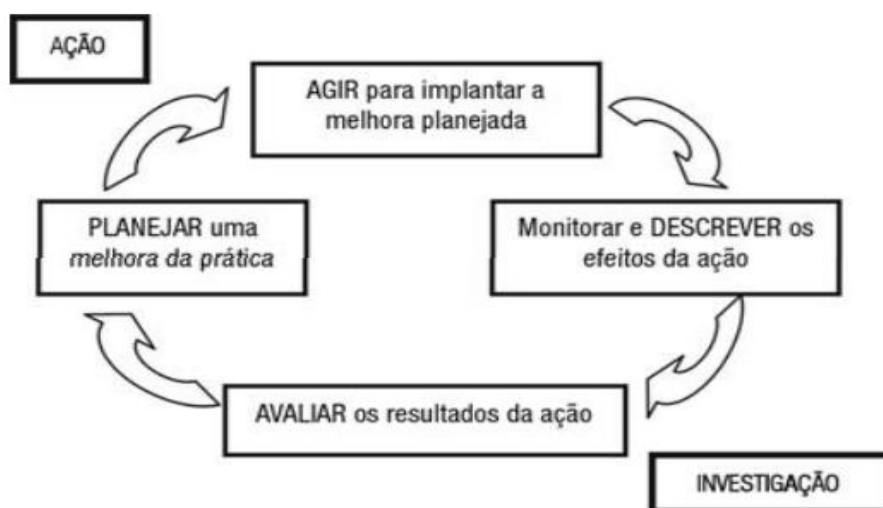 AÇÃO
AGIR para implantar a
melhora planejada
PLANEJAR uma
melhora da prática
Monitorar e DESCREVER os
efeitos da ação
AVALIAR os resultados da ação
INVESTIGAÇÃO